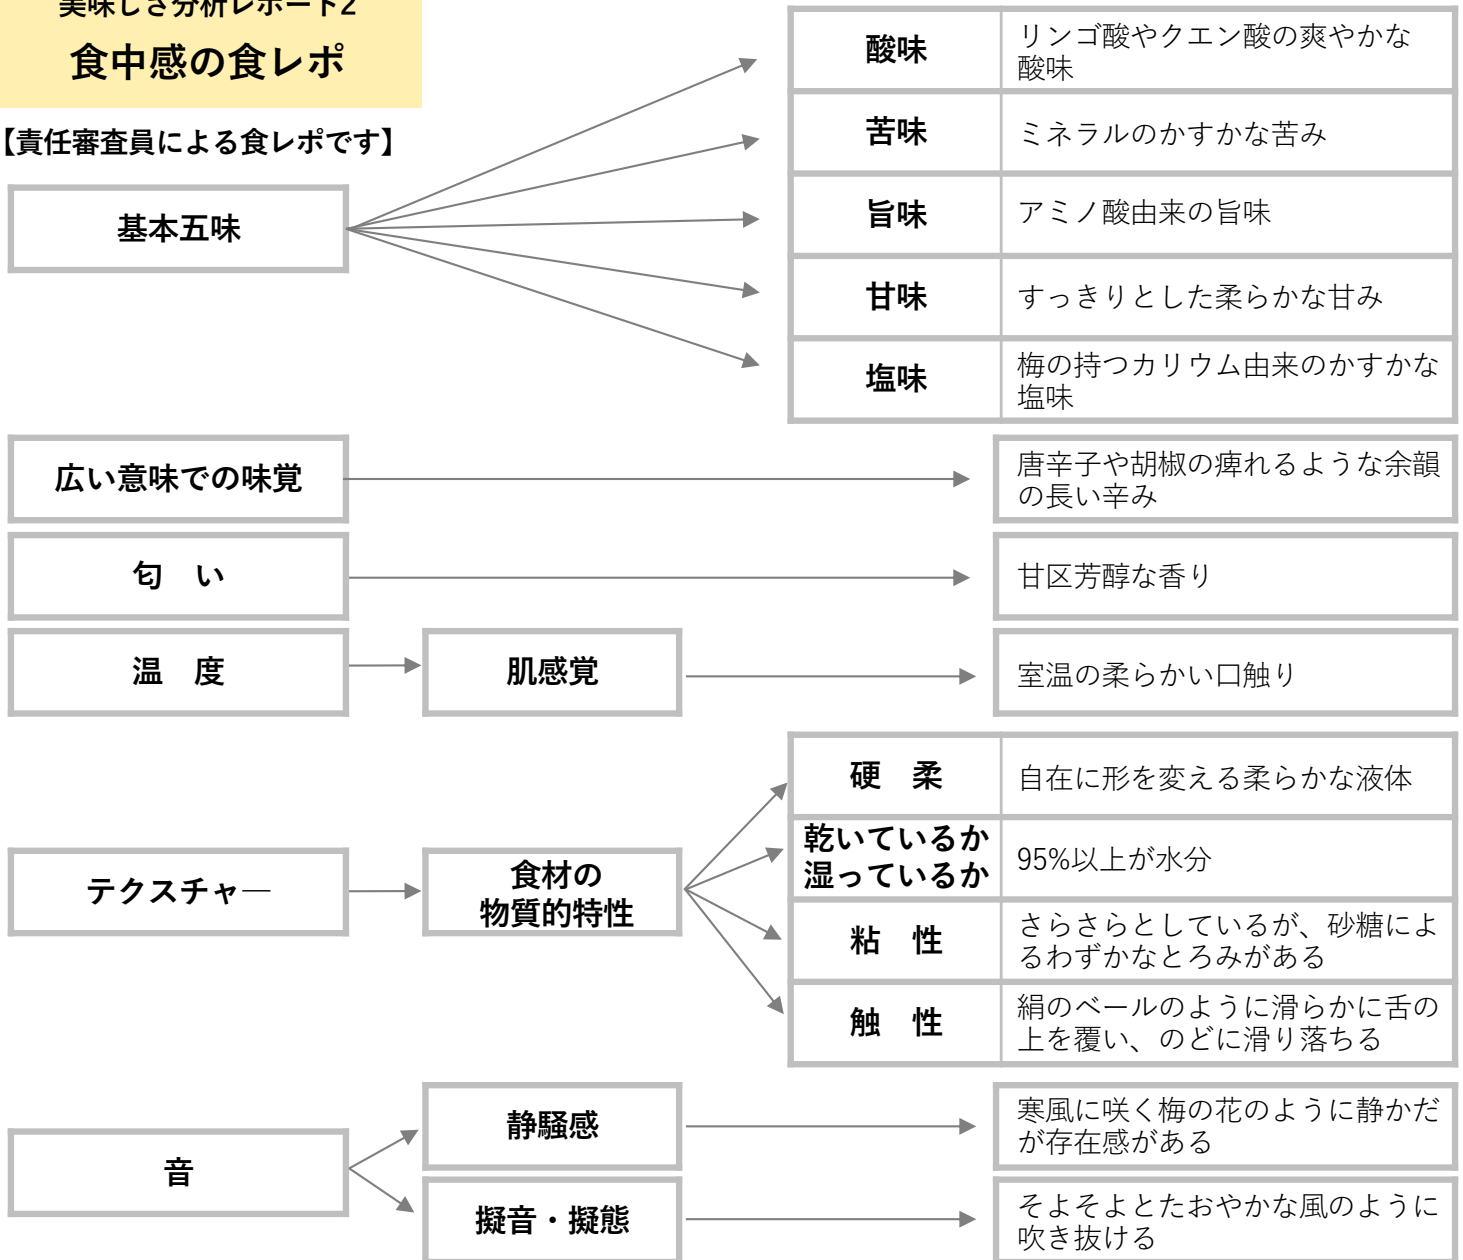 美味しさ分析レポート2
食中感の食レポ
【責任審査員による食レポです】
基本五味
酸味
リンゴ酸やクエン酸の爽やかな
酸味
苦味
ミネラルのかすかな苦み
旨味
アミノ酸由来の旨味
甘味
すっきりとした柔らかな甘み
塩味
梅の持つカリウム由来のかすかな
塩味
広い意味での味覚
唐辛子や胡椒の痺れるような余韻
の長い辛み
匂　い
甘区芳醇な香り
温　度
肌感覚
室温の柔らかい口触り
テクスチャ―
食材の
物質的特性
硬　柔
自在に形を変える柔らかな液体
乾いているか
湿っているか
95%以上が水分
粘　性
さらさらとしているが、砂糖によ
るわずかなとろみがある
触　性
絹のベールのように滑らかに舌の
上を覆い、のどに滑り落ちる
音
静騒感
寒風に咲く梅の花のように静かだ
が存在感がある
擬音・擬態
そよそよとたおやかな風のように
吹き抜ける